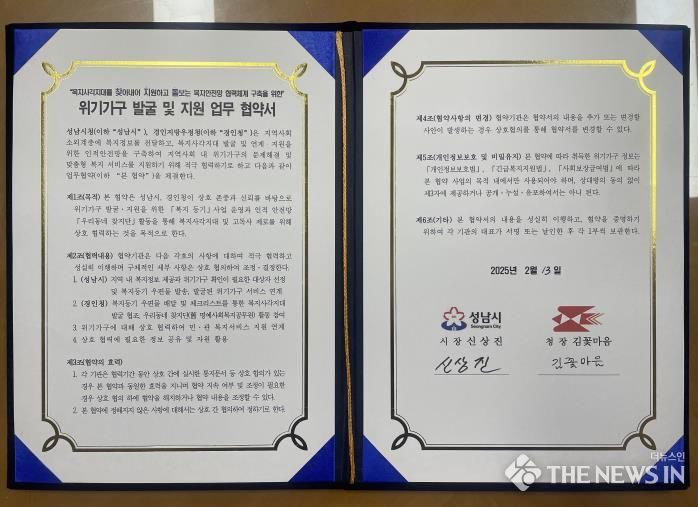 "복지사각지대를 찾아내어 지원하고 돌보는 복지안전망 협력체계 구축을 위한"
위기가구 발굴 및 지원 업무 협약서
성남시청(이하 "성남시"), 경인지방우정청(이하 "경인청")은 지역사회
소외계층에 복지정보를 전달하고, 복지사각지대 발굴 및 연계·지원을
위한 인적안전망을 구축하여 지역사회 내 위기가구의 문제해결 및
맞춤형 복지 서비스를 지원하기 위해 적극 협력하기로 하고 다음과 같이
업무협약(이하 "본 협약")을 체결한다.
제1조(목적) 본 협약은 성남시, 경인청이 상호 존중과 신뢰를 바탕으로
위기가구 발굴·지원을 위한 「복지 등기」사업 운영과 인적 안전망
「우리동네 찾지단」활동을 통해 복지사각지대 및 고독사 제로를 위해
상호 협력하는 것을 목적으로 한다.
제2조(협력내용) 협약기관은 다음 각호의 사항에 대하여 적극 협력하고
성실히 이행하며 구체적인 세부 사항은 상호 협의하여 조정·결정한다.
1. (성남시) 지역 내 복지정보 제공과 위기가구 확인이 필요한 대상자 선정
및 복지등기 우편물 발송, 발굴된 위기가구 서비스 연계
2. (경인청) 복지등기 우편물 배달 및 체크리스트를 통한 복지사각지대
발굴 협조, 우리동네 찾지단(舊 명예사회복지공무원) 활동 참여
3. 위기가구에 대해 상호 협력하여 민·관 복지서비스 지원 연계
4. 상호 협력에 필요한 정보 공유 및 자원 활용
제3조(협약의 효력)
1. 각 기관은 협력기간 동안 상호 간에 실시한 통지문서 등 상호 합의가 있는
경우 본 협약과 동일한 효력을 지니며 협약 지속 여부 및 조정이 필요한
경우 상호 협의 하에 협약을 해지하거나 협약 내용을 조정할 수 있다.
2. 본 협약에 정해지지 않은 사항에 대해서는 상호 간 협의하여 정하기로 한다.
제4조(협약사항의 변경) 협약기관은 협약서의 내용을 추가 또는 변경할
사안이 발생하는 경우 상호협의를 통해 협약서를 변경할 수 있다.
제5조(개인정보보호 및 비밀유지) 본 협약에 따라 취득한 위기가구 정보는
「개인정보보호법」, 「긴급복지지원법」, 「사회보장급여법」에 따라
본 협약 사업의 목적 내에서만 사용되어야 하며, 상대방의 동의 없이
제3자에게 제공하거나 공개·누설·유포하여서는 아니 된다.
제6조(기타) 본 협약서의 내용을 성실히 이행하고, 협약을 증명하기
위하여 각 기관의 대표가 서명 또는 날인한 후 각 1부씩 보관한다.
2025년 2월 13일
성남시
Seongnam City
시장 신상진
신상진
청장 김꽃마음
김꽃마음
더뉴스인
THE NEWS IN